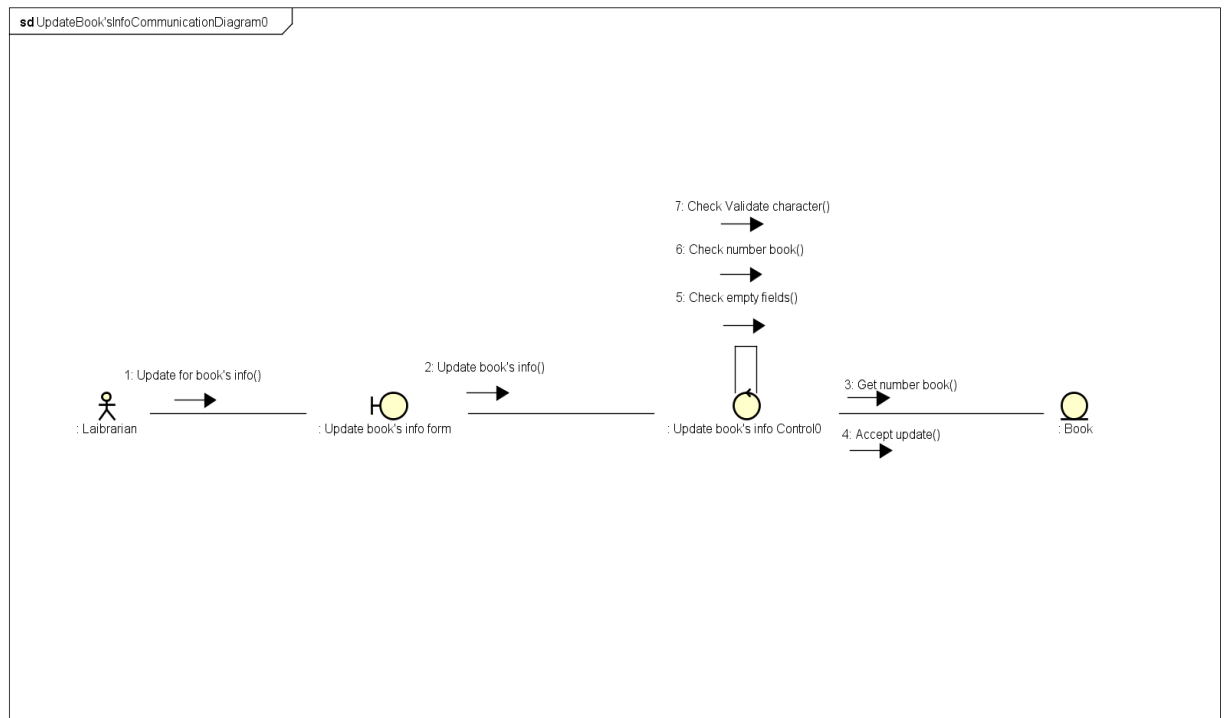 sd UpdateBook'sInfoCommunicationDiagram0
7: Check Validate character()
6: Check number book()
5: Check empty fields()
1: Update for book's info()
2: Update book's info()
3: Get number book()
: Laibrarian
: Update book's info form
: Update book's info Control0
4: Accept update()
: Book